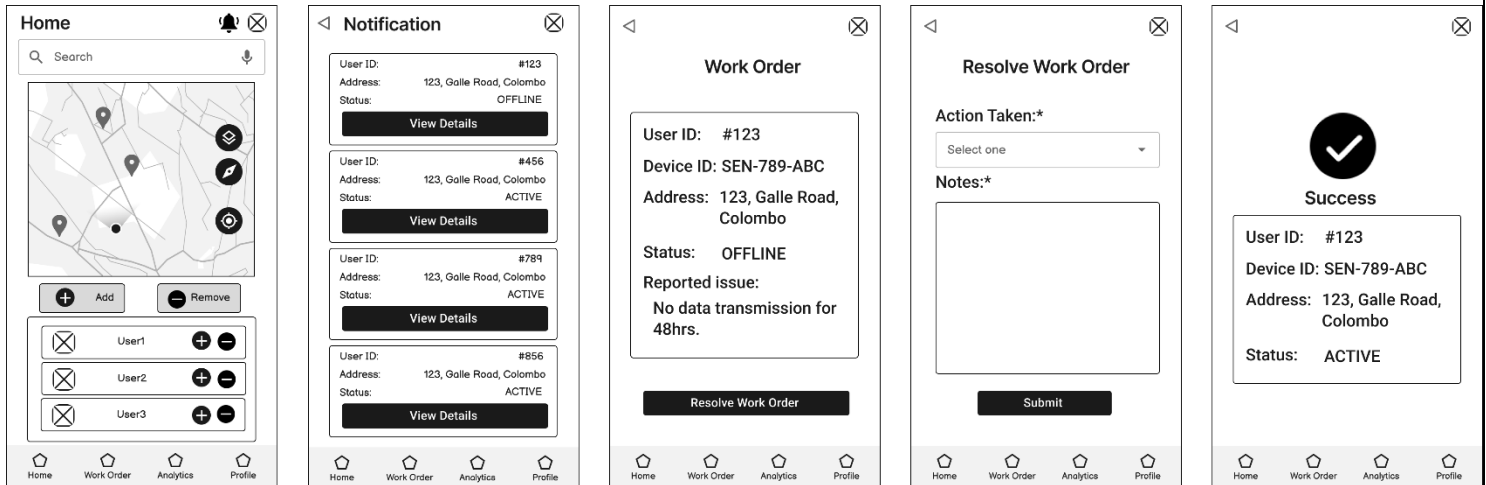 Home
Search
Add
Remove
User1
User2
User3
Home Work Order Analytics Profile
Notification
User ID: #123
Address: 123, Galle Road, Colombo
Status: OFFLINE
View Details
User ID: #456
Address: 123, Galle Road, Colombo
Status: ACTIVE
View Details
User ID: #789
Address: 123, Galle Road, Colombo
Status: ACTIVE
View Details
User ID: #856
Address: 123, Galle Road, Colombo
Status: ACTIVE
View Details
Home Work Order Analytics Profile
Work Order
User ID: #123
Device ID: SEN-789-ABC
Address: 123, Galle Road,
Colombo
Status: OFFLINE
Reported issue:
No data transmission for
48hrs.
Resolve Work Order
Home Work Order Analytics Profile
Resolve Work Order
Action Taken:*
Select one
Notes:*
Submit
Home Work Order Analytics Profile
Success
User ID: #123
Device ID: SEN-789-ABC
Address: 123, Galle Road,
Colombo
Status: ACTIVE
Home Work Order Analytics Profile